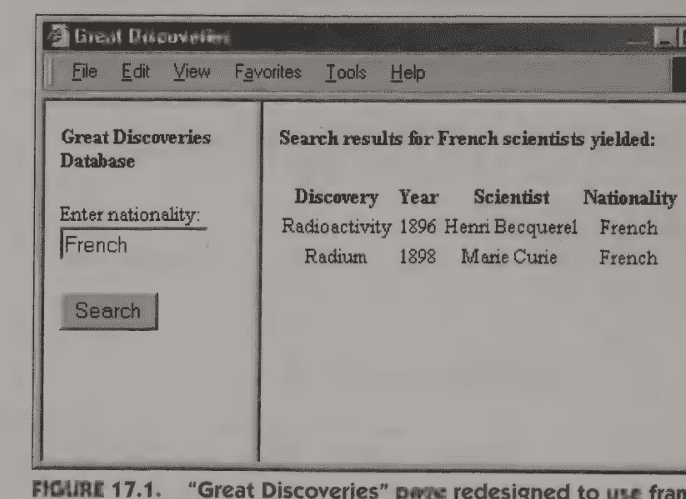 Great Discoveries
File Edit View Favorites Tools Help
Great Discoveries
Database
Enter nationality:
French
Search
Search results for French scientists yielded:
Discovery Year Scientist Nationality
Radioactivity 1896 Henri Becquerel French
Radium 1898 Marie Curie French
FIGURE 17.1. "Great Discoveries" page redesigned to use fram